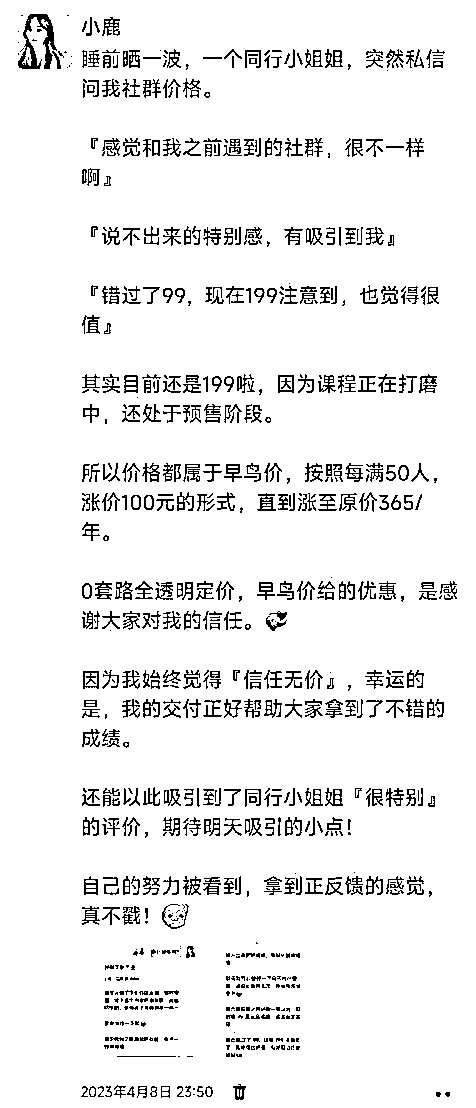 小鹿
睡前晒一波，一个同行小姐姐，突然私信
问我社群价格。
『感觉和我之前遇到的社群，很不一样
啊』
『说不出来的特别感，有吸引到我』
『错过了99，现在199注意到，也觉得很
值』
其实目前还是199啦，因为课程正在打磨
中，还处于预售阶段。
所以价格都属于早鸟价，按照每满50人，
涨价100元的形式，直到涨至原价365/
年。
0套路全透明定价，早鸟价给的优惠，是感
谢大家对我的信任。
因为我始终觉得『信任无价』，幸运的
是，我的交付正好帮助大家拿到了不错的
成绩。
还能以此吸引到了同行小姐姐『很特别』
的评价，期待明天吸引的小点！
自己的努力被看到，拿到正反馈的感觉，
真不戳！
2023年4月8日 23:50